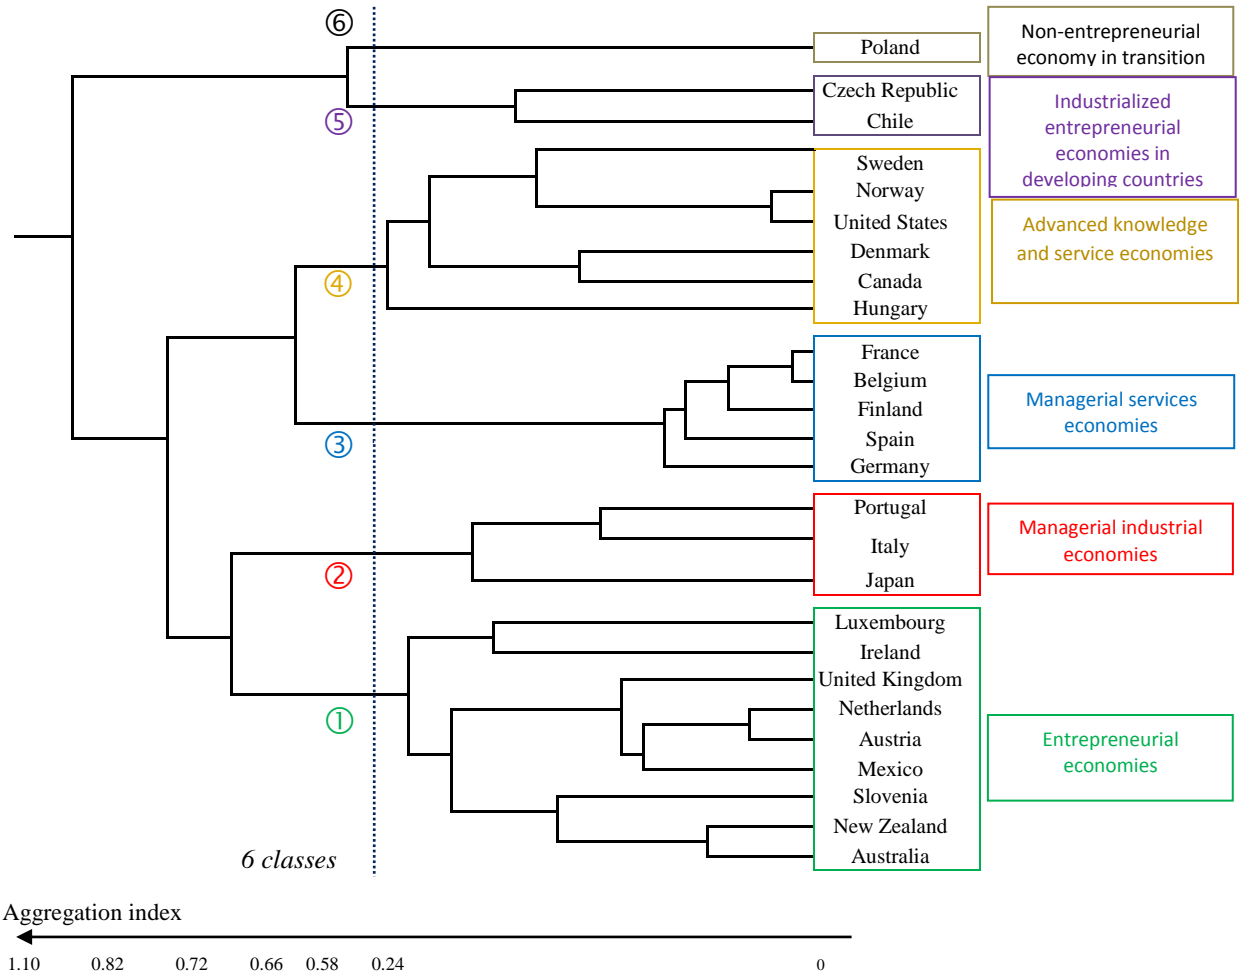 ⑥
Poland
Non-entrepreneurial
economy in transition
Czech Republic
Chile
⑤
Industrialized
entrepreneurial
economies in
developing countries
Sweden
Norway
United States
Denmark
Canada
Hungary
④
Advanced knowledge
and service economies
France
Belgium
Finland
Spain
Germany
③
Managerial services
economies
Portugal
Italy
Japan
②
Managerial industrial
economies
Luxembourg
Ireland
United Kingdom
Netherlands
Austria
Mexico
Slovenia
New Zealand
Australia
①
Entrepreneurial
economies
6 classes
Aggregation index
1.10 0.82 0.72 0.66 0.58 0.24 0